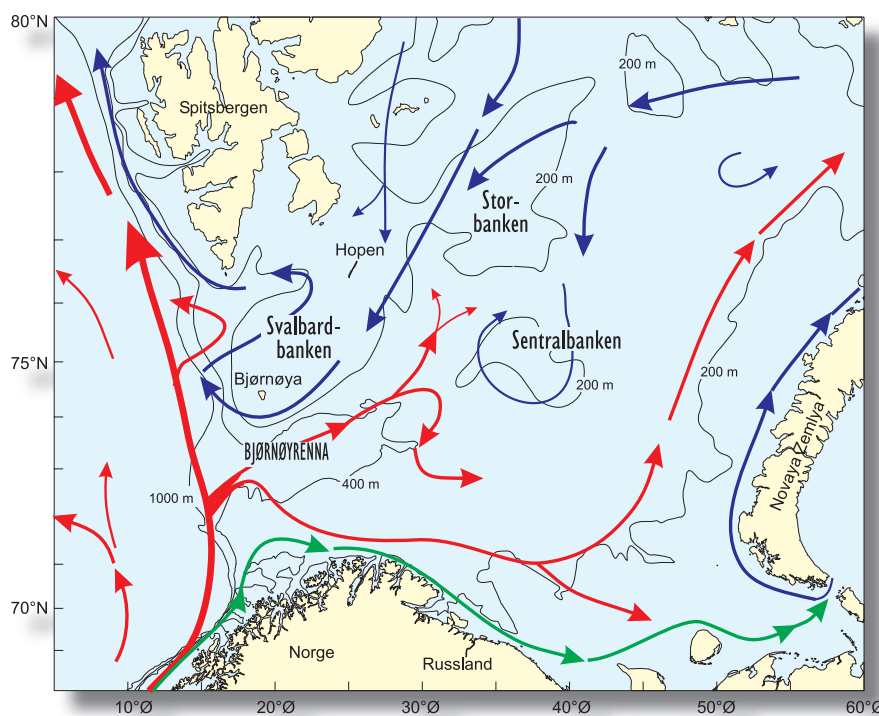 80°N
200 m
Spitsbergen
200 m
Stor-
banken
Hopen
Svalbard-
banken
Sentralbanken
75°N
200 m
200 m
Bjørnøya
BJØRNØYRENNA
Novaya Zemlya
400 m
1000 m
70°N
Norge
Russland
10°Ø
20°Ø
30°Ø
40°Ø
50°Ø
60°Ø